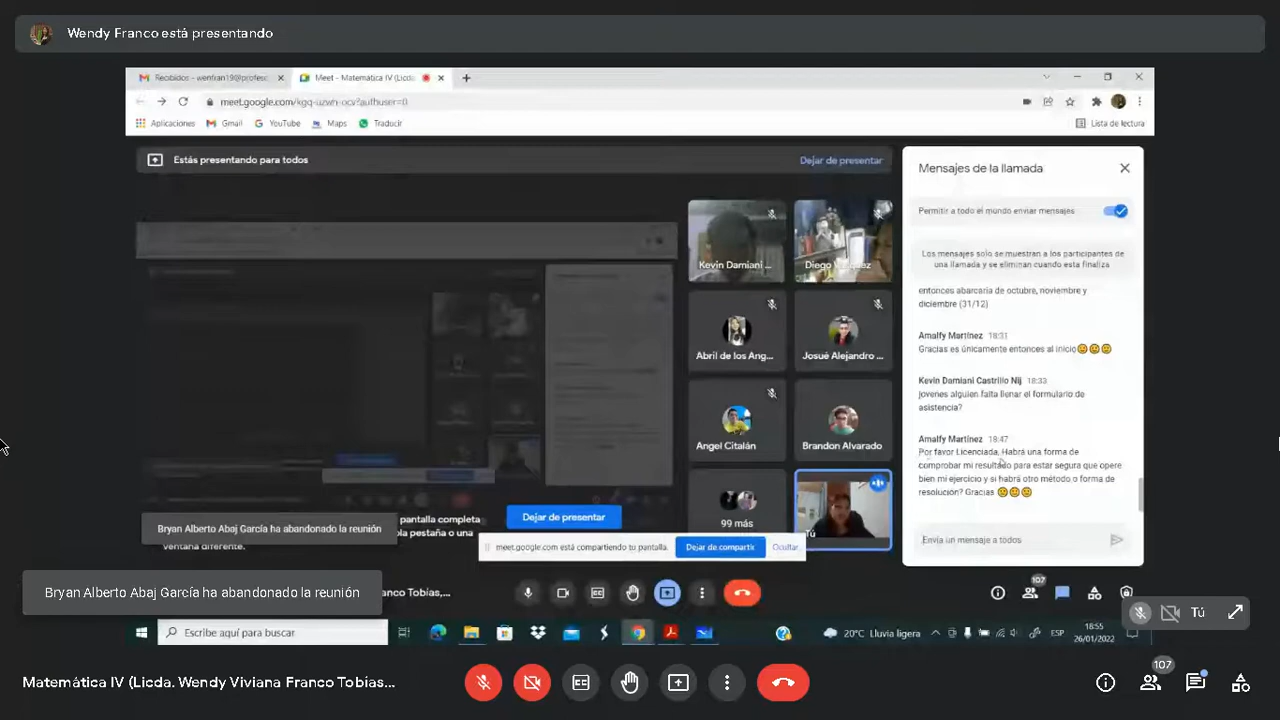 Wendy Franco está presentando
Recibidos - wenfran19@profesc
Meet - Matemática IV (Licda.
meet.google.com/kgq-uzwh-ocv?authuser=0
Aplicaciones
Gmail
YouTube
Maps
Traducir
Lista de lectura
Estás presentando para todos
Dejar de presentar
Mensajes de la llamada
Permitir a todo el mundo enviar mensajes
Los mensajes solo se muestran a los participantes de
una llamada y se eliminan cuando esta finaliza
entonces abarcaría de octubre, noviembre y
diciembre (31/12)
Amalfy Martínez 18:31
Gracias es únicamente entonces al inicio
Kevin Damiani Castrillo Nij 18:33
jovenes alguien falta llenar el formulario de
asistencia?
Amalfy Martínez 18:47
Por favor Licenciada, Habrá una forma de
comprobar mi resultado para estar segura que opere
bien mi ejercicio y si habrá otro método o forma de
resolución? Gracias
Envía un mensaje a todos
Kevin Damiani ...
Diego Vásquez
Abril de los Ang...
Josué Alejandro ...
Angel Citalán
Brandon Alvarado
99 más
Tú
Bryan Alberto Abaj García ha abandonado la reunión
pantalla completa
pestaña o una
ventana diferente.
Dejar de presentar
meet.google.com está compartiendo tu pantalla.
Dejar de compartir
Ocultar
Bryan Alberto Abaj García ha abandonado la reunión
anco Tobías,...
107
Tú
Escribe aquí para buscar
20°C Lluvia ligera
ESP
18:55
26/01/2022
Matemática IV (Licda. Wendy Viviana Franco Tobías...
107